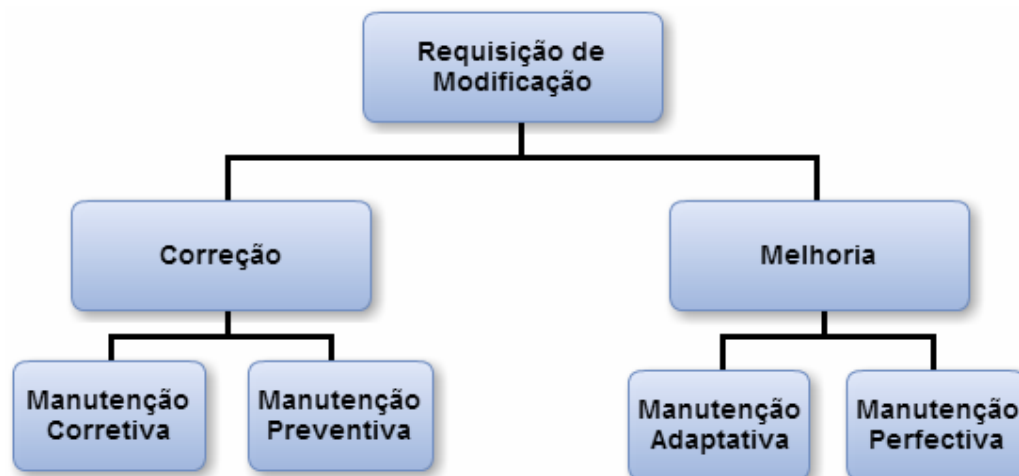 Requisição de
Modificação
Correção
Melhoria
Manutenção
Corretiva
Manutenção
Preventiva
Manutenção
Adaptativa
Manutenção
Perfectiva